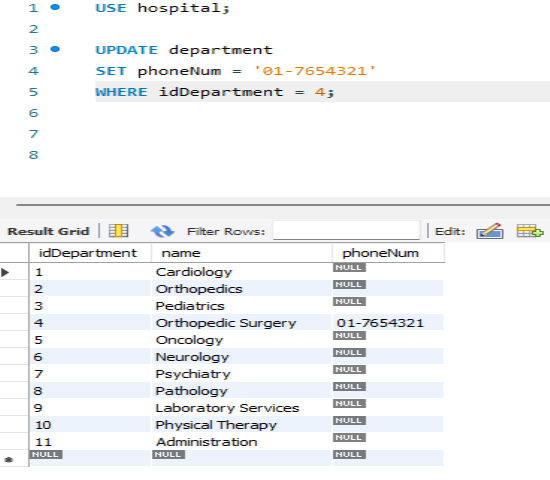 1 USE hospital;
2
3 UPDATE department
4 SET phoneNum = '01-7654321'
5 WHERE idDepartment = 4;
6
7
8
Result Grid Filter Rows: Edit:
idDepartment name phoneNum
1 Cardiology NULL
2 Orthopedics NULL
3 Pediatrics NULL
4 Orthopedic Surgery 01-7654321
5 Oncology NULL
6 Neurology NULL
7 Psychiatry NULL
8 Pathology NULL
9 Laboratory Services NULL
10 Physical Therapy NULL
11 Administration NULL
NULL NULL NULL